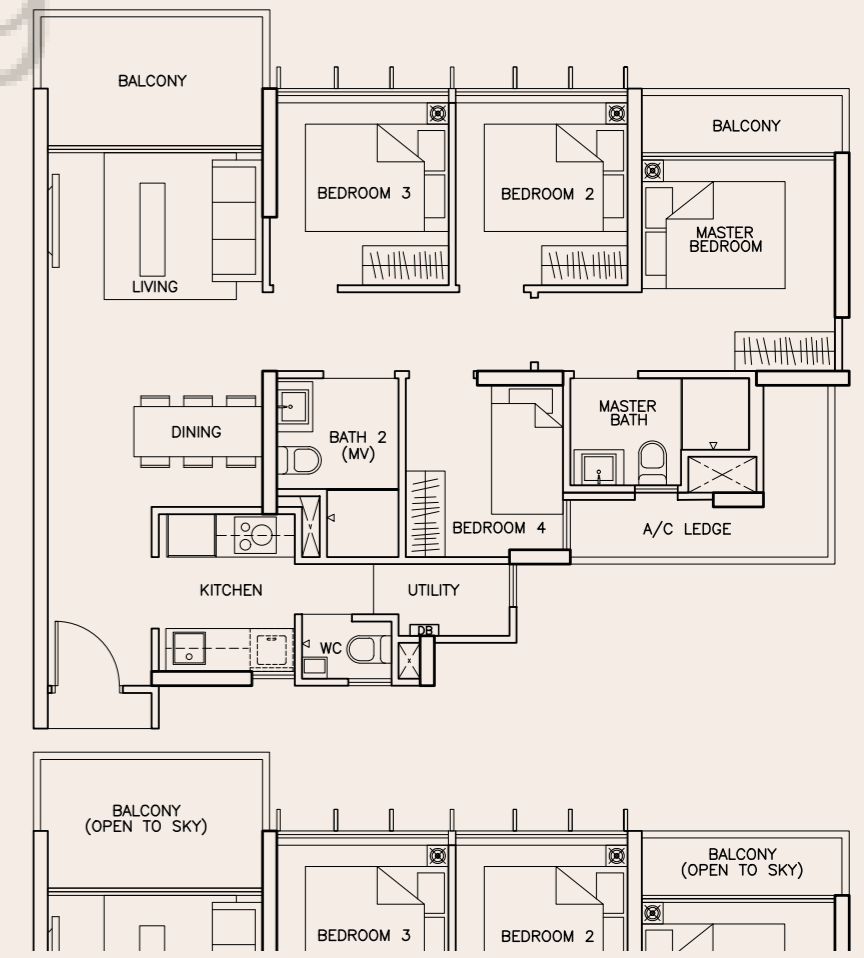 BALCONY
BALCONY
BEDROOM 3
BEDROOM 2
MASTER
BEDROOM
LIVING
DINING
BATH 2
(MV)
MASTER
BATH
BEDROOM 4
A/C LEDGE
KITCHEN
UTILITY
DB
WC
BALCONY
(OPEN TO SKY)
BALCONY
(OPEN TO SKY)
BEDROOM 3
BEDROOM 2